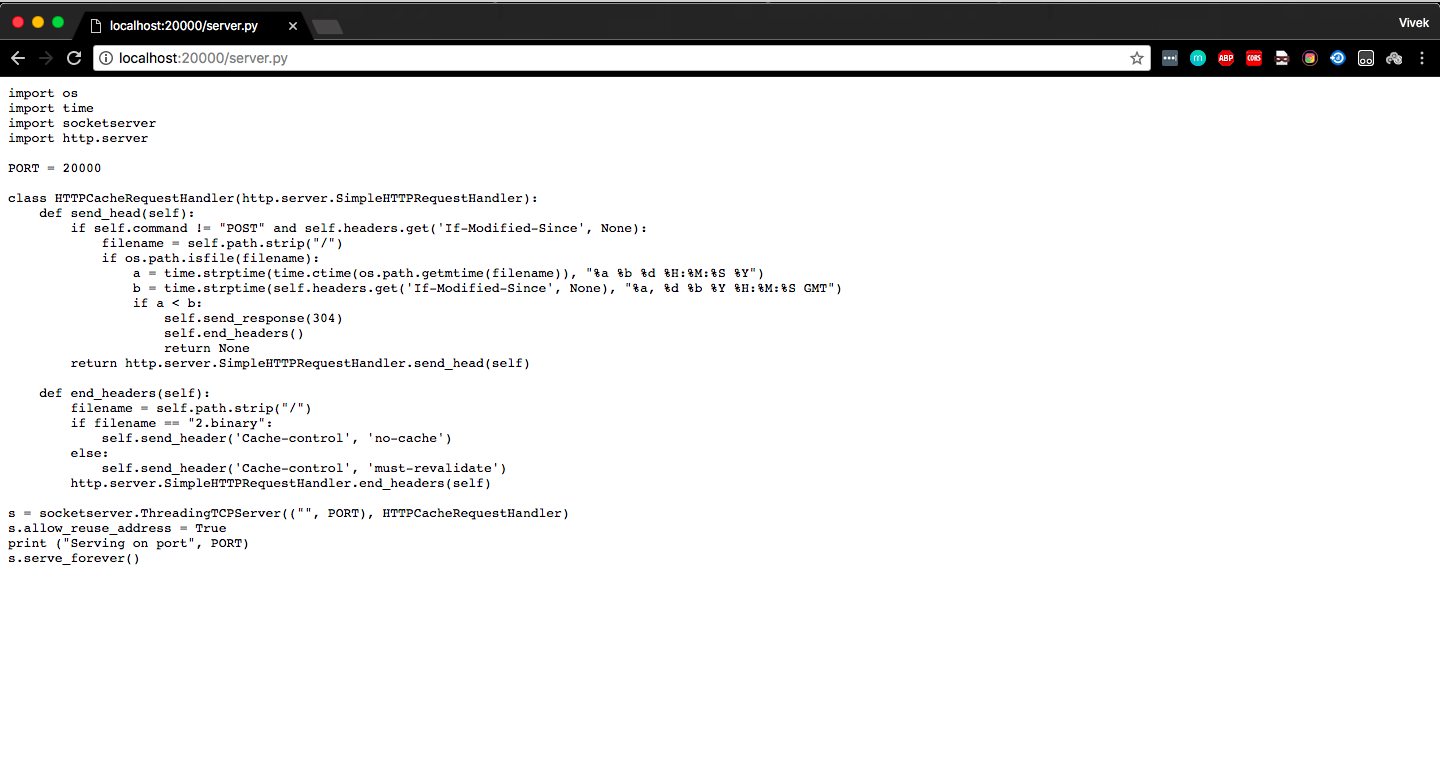 localhost:20000/server.py
Vivek
localhost:20000/server.py
m
ABP
CORS
import os
import time
import socketserver
import http.server
PORT = 20000
class HTTPCacheRequestHandler(http.server.SimpleHTTPRequestHandler):
    def send_head(self):
        if self.command != "POST" and self.headers.get('If-Modified-Since', None):
            filename = self.path.strip("/")
            if os.path.isfile(filename):
                a = time.strptime(time.ctime(os.path.getmtime(filename)), "%a %b %d %H:%M:%S %Y")
                b = time.strptime(self.headers.get('If-Modified-Since', None), "%a, %d %b %Y %H:%M:%S GMT")
                if a < b:
                    self.send_response(304)
                    self.end_headers()
                    return None
        return http.server.SimpleHTTPRequestHandler.send_head(self)
    def end_headers(self):
        filename = self.path.strip("/")
        if filename == "2.binary":
            self.send_header('Cache-control', 'no-cache')
        else:
            self.send_header('Cache-control', 'must-revalidate')
        http.server.SimpleHTTPRequestHandler.end_headers(self)
s = socketserver.ThreadingTCPServer(("", PORT), HTTPCacheRequestHandler)
s.allow_reuse_address = True
print ("Serving on port", PORT)
s.serve_forever()